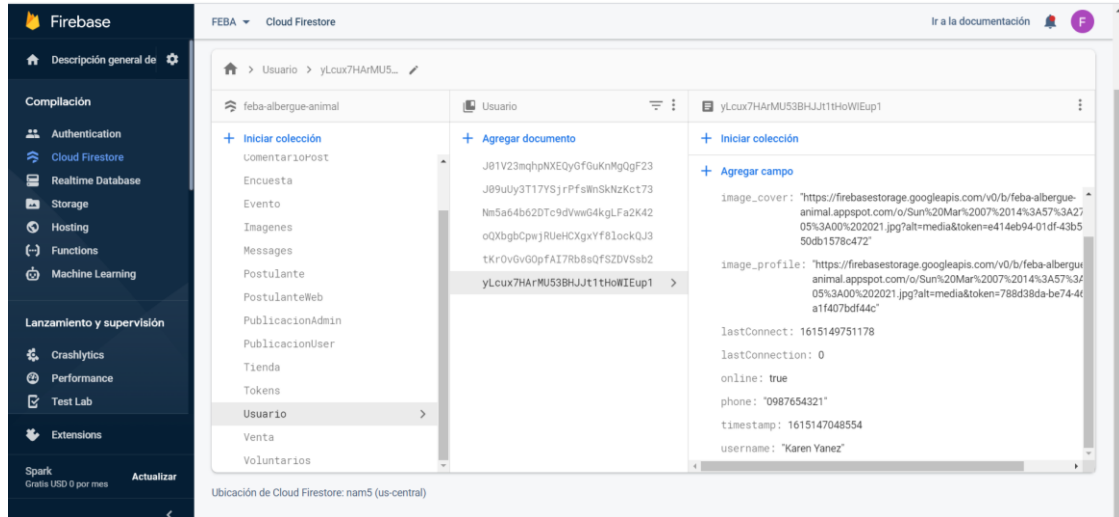 Firebase
Descripción general de
Compilación
Authentication
Cloud Firestore
Realtime Database
Storage
Hosting
Functions
Machine Learning
Lanzamiento y supervisión
Crashlytics
Performance
Test Lab
Extensions
Spark
Gratis USD 0 por mes
Actualizar
FEBA
Cloud Firestore
Ir a la documentación
F
> Usuario > yLcux7HArMU5...
feba-albergue-animal
Iniciar colección
ComentarioPost
Encuesta
Evento
Imagenes
Messages
Postulante
PostulanteWeb
PublicacionAdmin
PublicacionUser
Tienda
Tokens
Usuario
Venta
Voluntarios
Usuario
Agregar documento
J01V23mqhpNXEQyGfGuKnMgQgF23
J09uUy3T17YSjrPfsWnSkNzKct73
Nm5a64b62DTc9dVwwG4kgLFa2K42
oQXbgbCpwjRUeHCXgxYf8lockQJ3
tKrOvGvGOpfAI7Rb8sQfSZDVSsb2
yLcux7HArMU53BHJJt1tHoWIEup1
yLcux7HArMU53BHJJt1tHoWIEup1
Iniciar colección
Agregar campo
image_cover: "https://firebasestorage.googleapis.com/v0/b/feba-albergue-
animal.appspot.com/o/Sun%20Mar%2007%2014%3A57%3A27
05%3A00%202021.jpg?alt=media&token=e414eb94-01df-43b5
50db1578c472"
image_profile: "https://firebasestorage.googleapis.com/v0/b/feba-albergue
animal.appspot.com/o/Sun%20Mar%2007%2014%3A57%3A
05%3A00%202021.jpg?alt=media&token=788d38da-be74-46
a1f407bdf44c"
lastConnect: 1615149751178
lastConnection: 0
online: true
phone: "0987654321"
timestamp: 1615147048554
username: "Karen Yanez"
Ubicación de Cloud Firestore: nam5 (us-central)